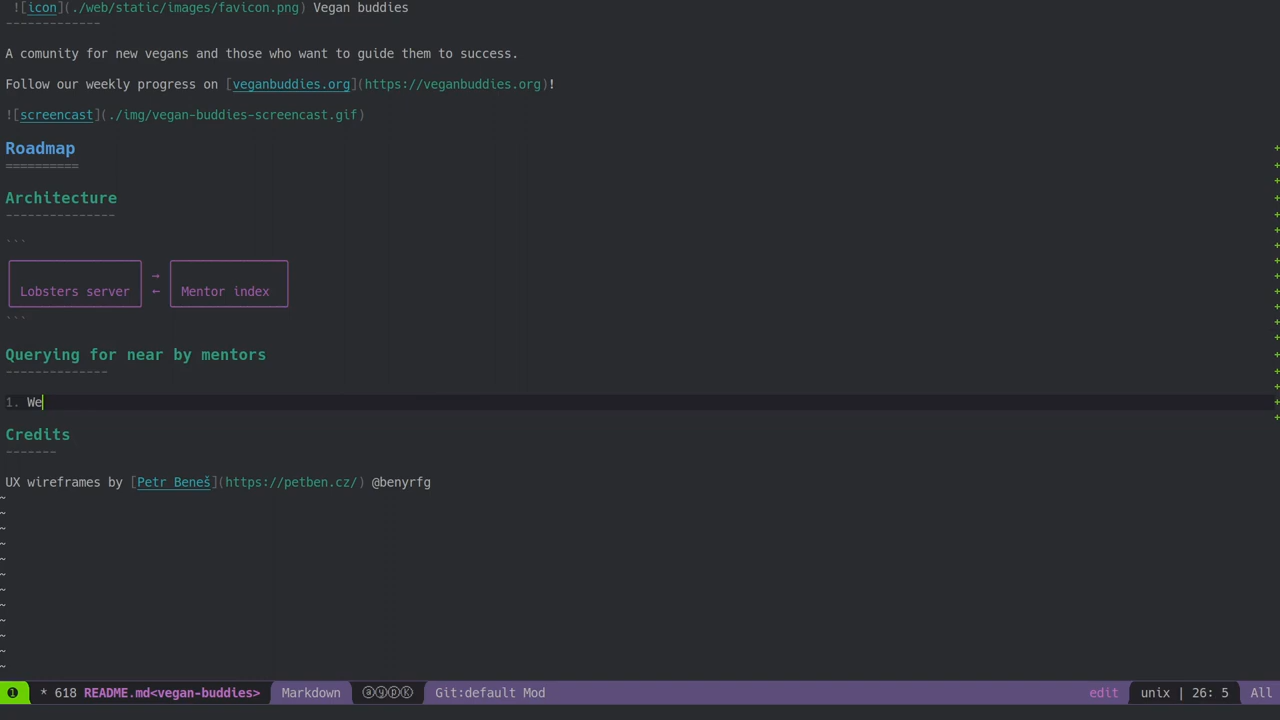 ![icon](./web/static/images/favicon.png) Vegan buddies
-------------
A comunity for new vegans and those who want to guide them to success.
Follow our weekly progress on [veganbuddies.org](https://veganbuddies.org)!
![screencast](./img/vegan-buddies-screencast.gif)
Roadmap
==========
Architecture
---------------
```
→
Lobsters server ← Mentor index
```
Querying for near by mentors
--------------
1. We
Credits
-------
UX wireframes by [Petr Beneš](https://petben.cz/) @benyrfg
~
~
~
~
~
~
~
~
~
~
~
~
❶ * 618 README.md<vegan-buddies> Markdown ⓐⓨⓟⓚ Git:default Mod edit unix | 26: 5 All